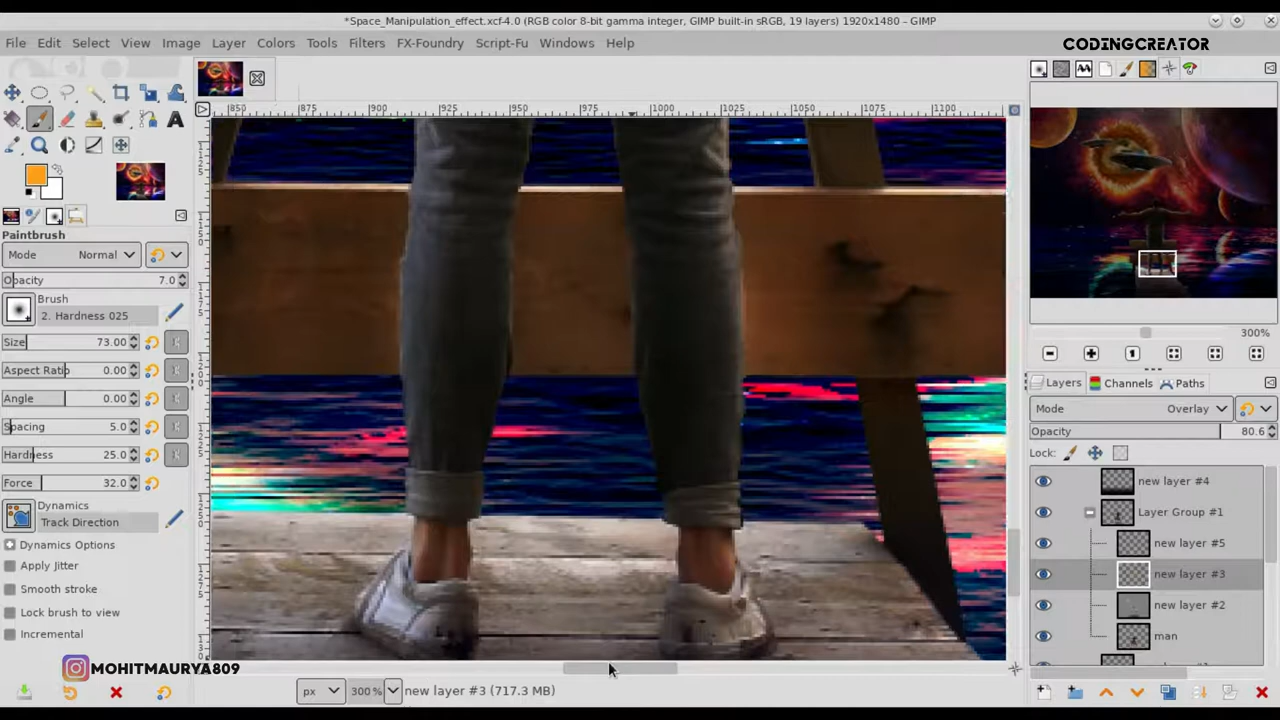 *Space_Manipulation_effect.xcf-4.0 (RGB color 8-bit gamma integer, GIMP built-in sRGB, 19 layers) 1920x1480 – GIMP
File Edit Select View Image Layer Colors Tools Filters FX-Foundry Script-Fu Windows Help
CODINGCREATOR
850 875 900 925 950 975 1000 1025 1050 1075 1100
Paintbrush
Mode Normal
Opacity 7.0
Brush
2. Hardness 025
Size 73.00
Aspect Ratio 0.00
Angle 0.00
Spacing 5.0
Hardness 25.0
Force 32.0
Dynamics
Track Direction
Dynamics Options
Apply Jitter
Smooth stroke
Lock brush to view
Incremental
MOHITMAURYA809
px 300 % new layer #3 (717.3 MB)
300%
Layers Channels Paths
Mode Overlay
Opacity 80.6
Lock:
new layer #4
Layer Group #1
new layer #5
new layer #3
new layer #2
man